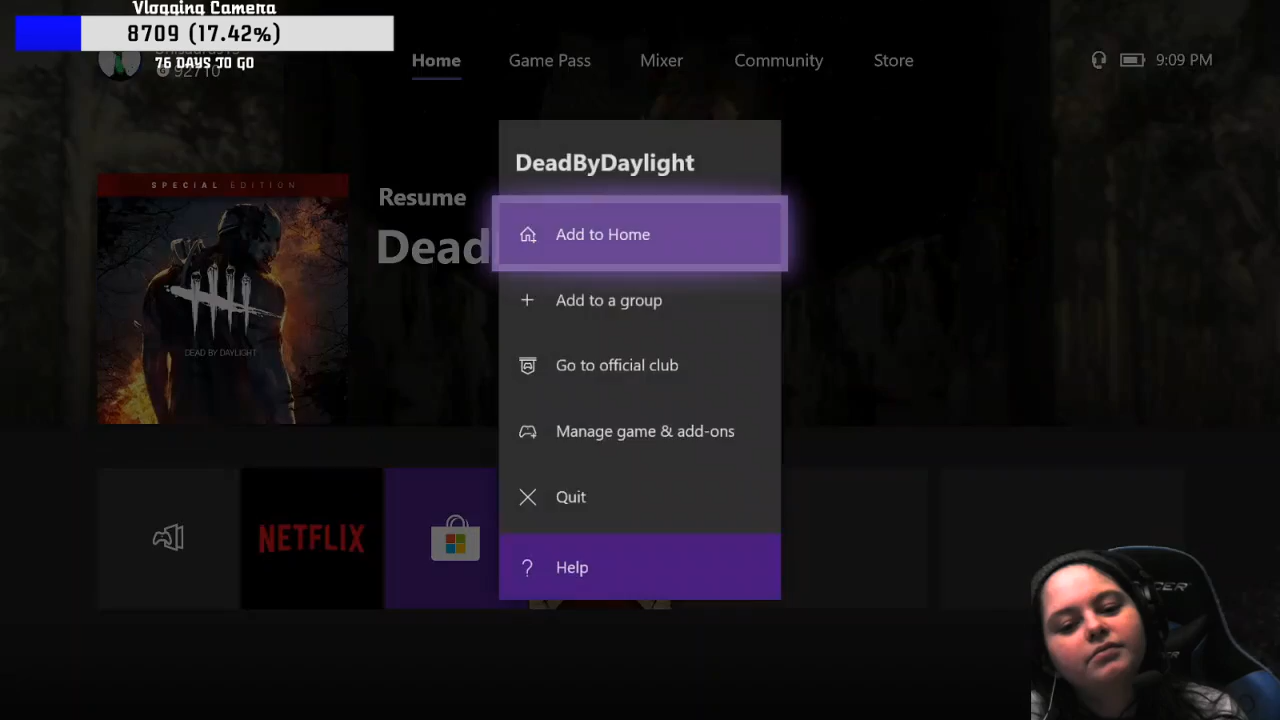 Vlogging Camera
8709 (17.42%)
76 DAYS TO GO
92710
Home
Game Pass
Mixer
Community
Store
9:09 PM
SPECIAL EDITION
DEAD BY DAYLIGHT
Resume
Dead
DeadByDaylight
Add to Home
Add to a group
Go to official club
Manage game & add-ons
Quit
Help
NETFLIX